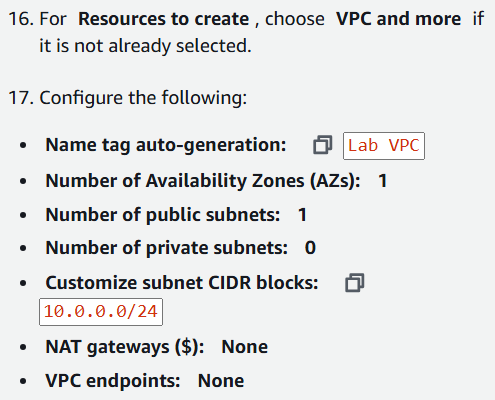 16. For Resources to create , choose VPC and more if
it is not already selected.
17. Configure the following:
• Name tag auto-generation: Lab VPC
• Number of Availability Zones (AZs): 1
• Number of public subnets: 1
• Number of private subnets: 0
• Customize subnet CIDR blocks:
10.0.0.0/24
• NAT gateways ($): None
• VPC endpoints: None